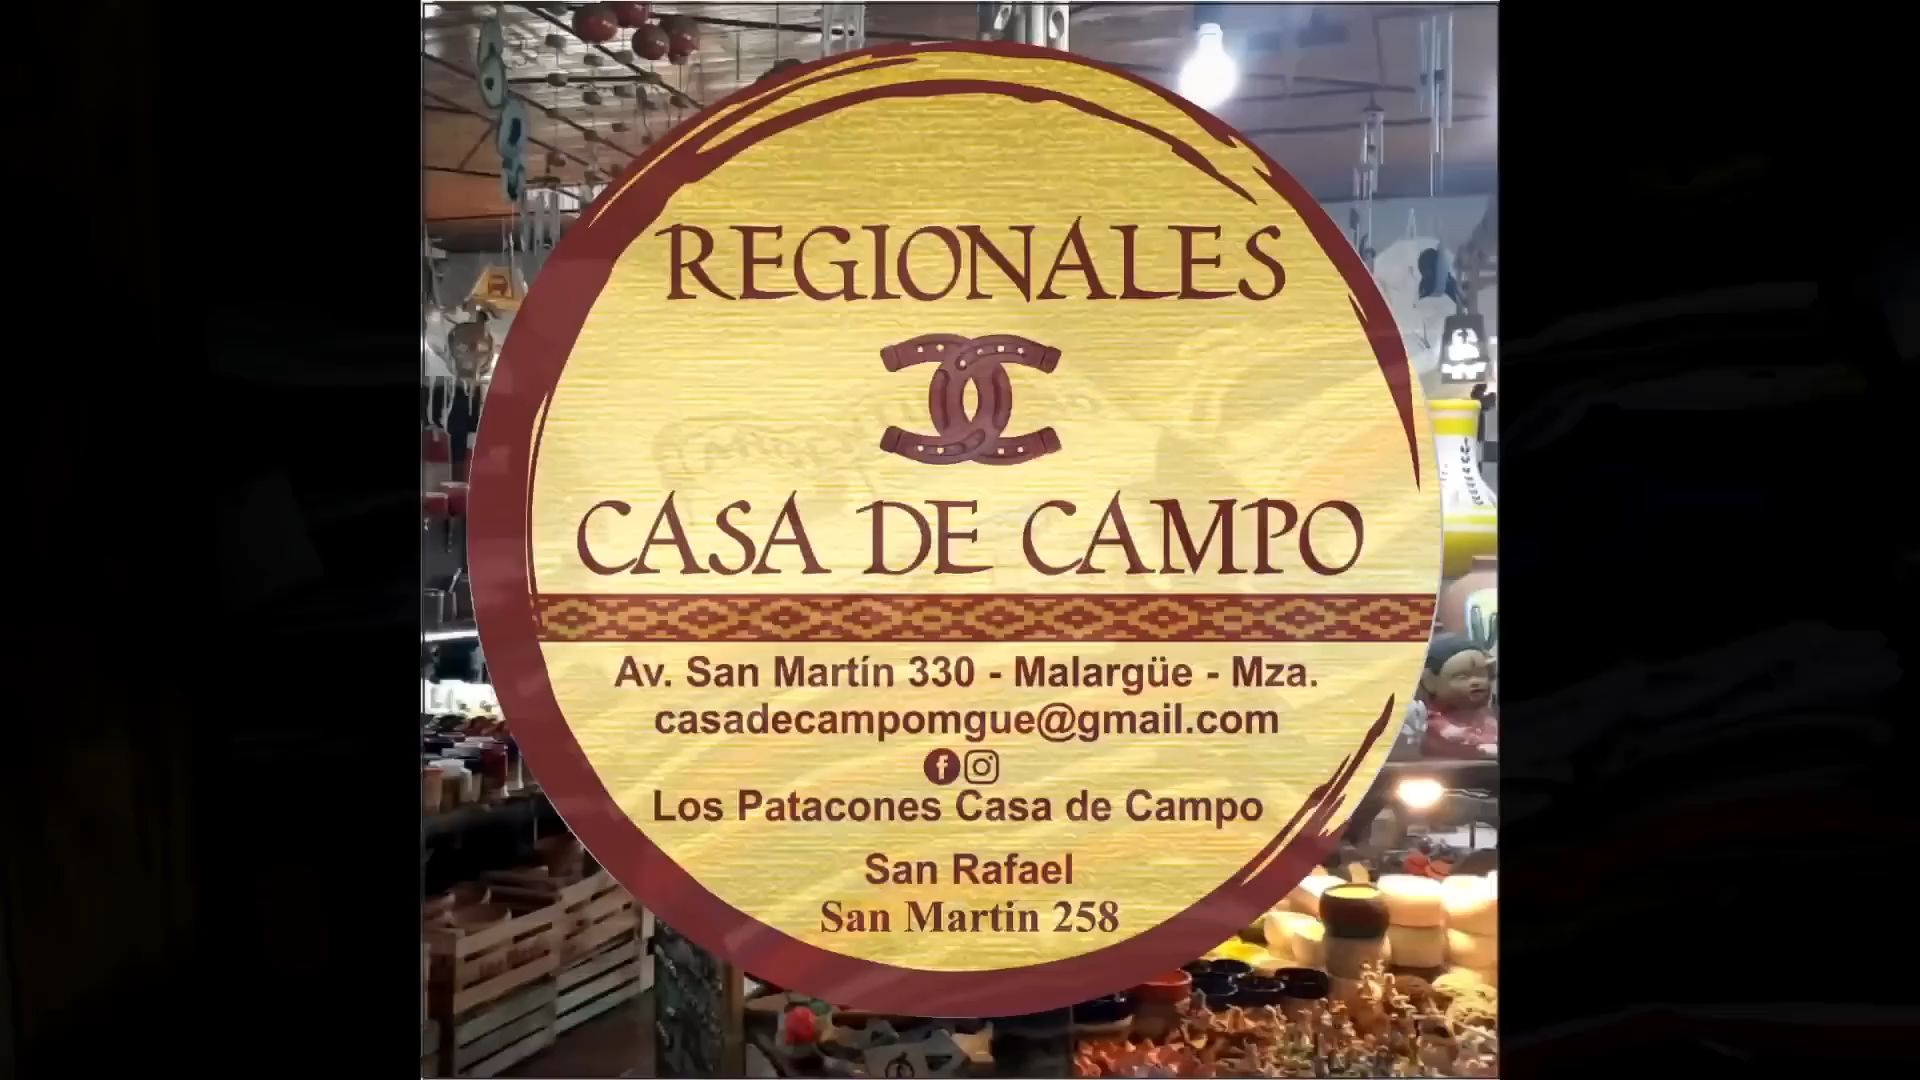 REGIONALES
CASA DE CAMPO
Av. San Martín 330 - Malargüe - Mza.
casadecampomgue@gmail.com
Los Patacones Casa de Campo
San Rafael
San Martin 258